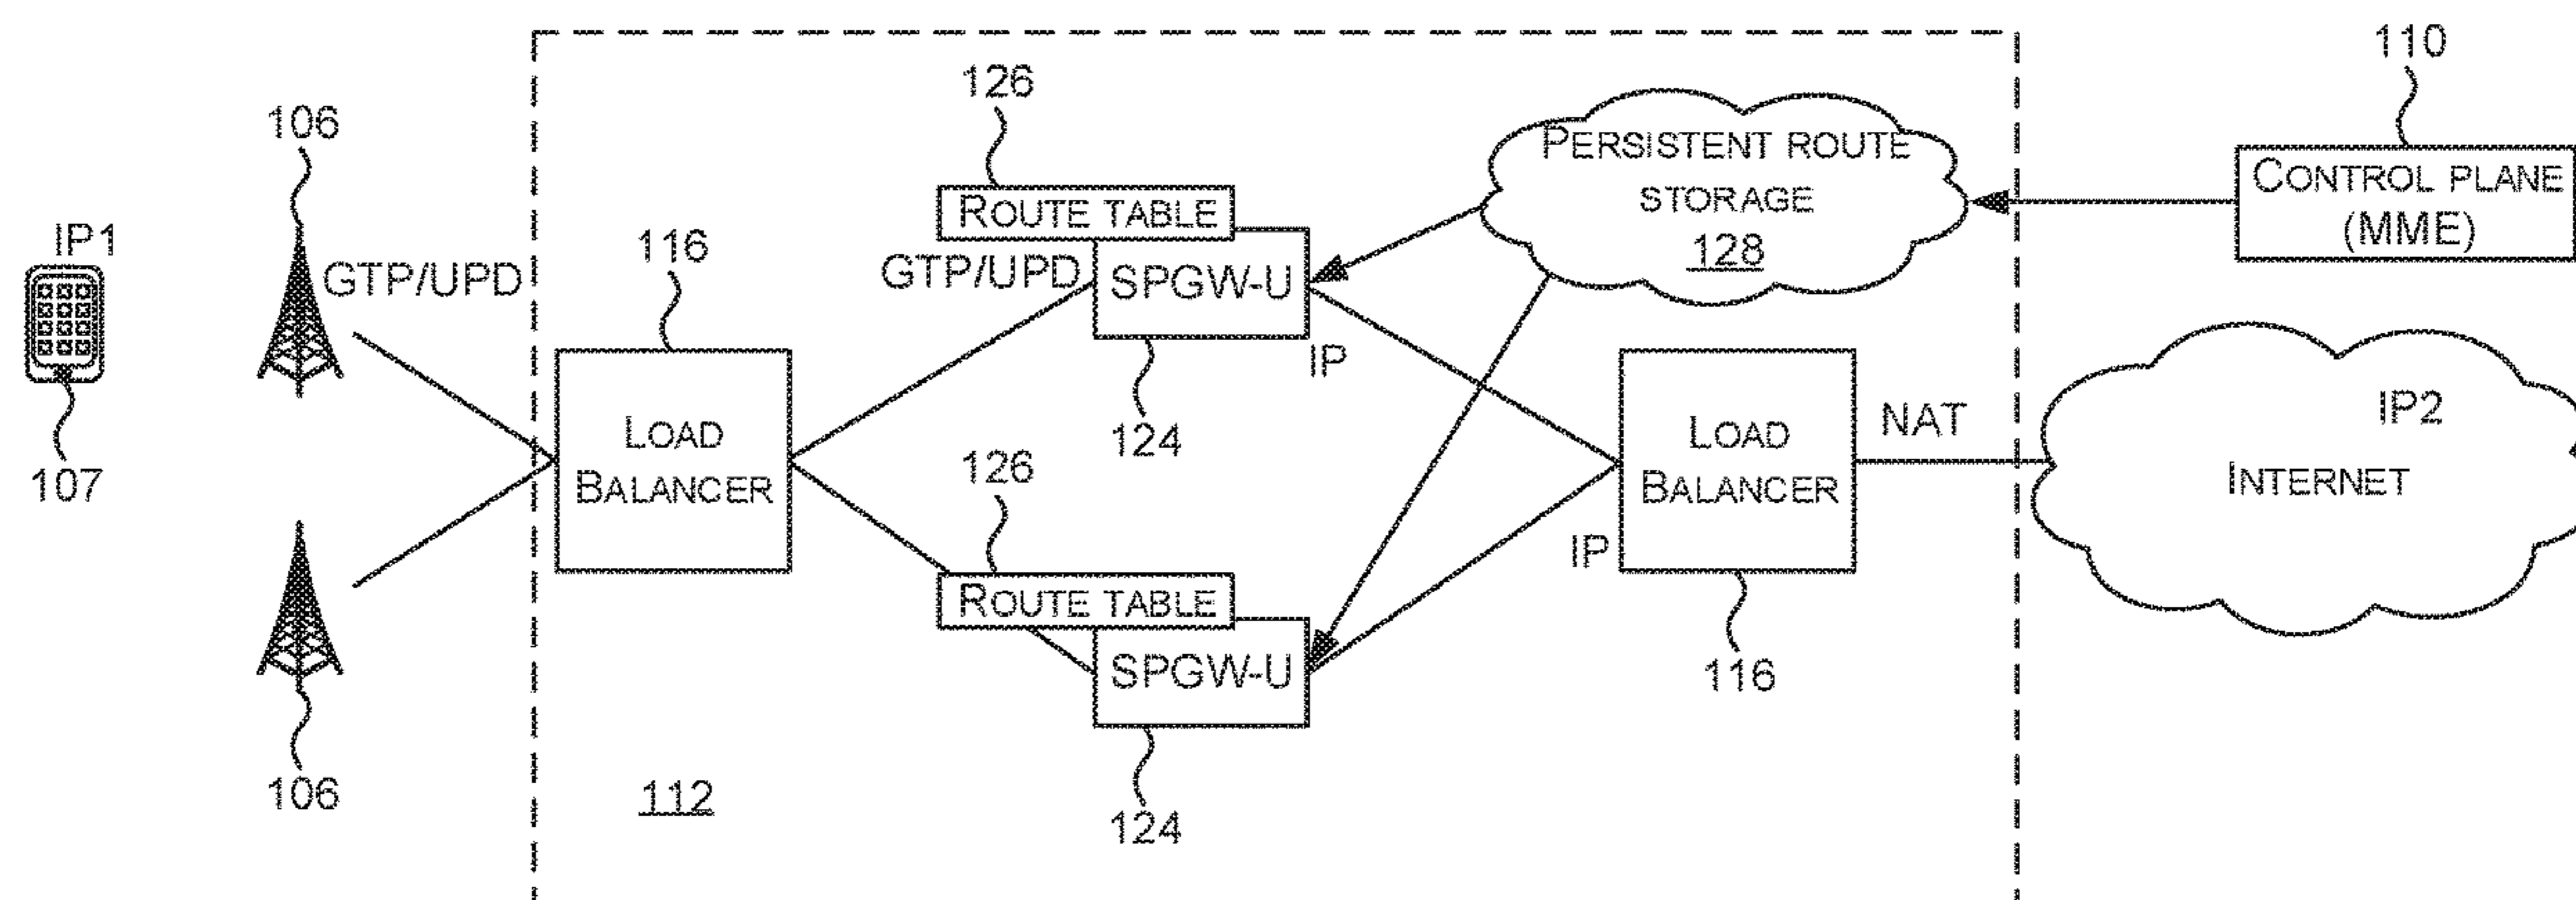 110
126
106
PERSISTENT ROUTE
STORAGE
128
CONTROL PLANE
(MME)
ROUTE TABLE
IP1
116
GTP/UPD
GTP/UPD
SPGW-U
IP
124
LOAD
BALANCER
LOAD
BALANCER
NAT
IP2
INTERNET
107
126
IP
ROUTE TABLE
SPGW-U
116
106
112
124